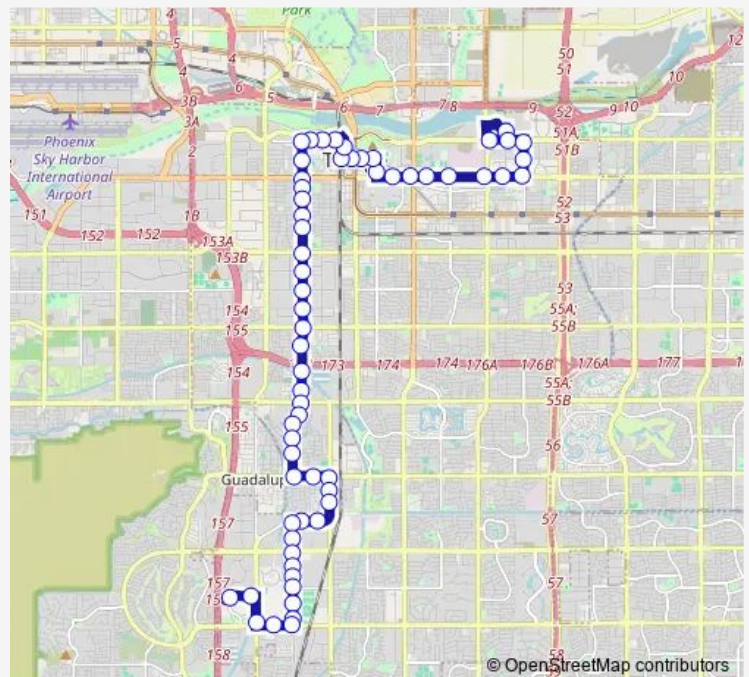 Park
4
5
4
50
51
12
10
4
6
5
6
7
7 8
9
9 10
10
3B
3A
52
51A
51B
Phoenix
Sky Harbor
International
Airport
2
T
151
152
152
1B
52
53
153A
153B
53
154
155
55A;
55B
173
174
174
176A
176B
176A
177
1
154
55A;
55B
155
56
Guadalup
157
57
157
57
15
158
58
© OpenStreetMap contributors